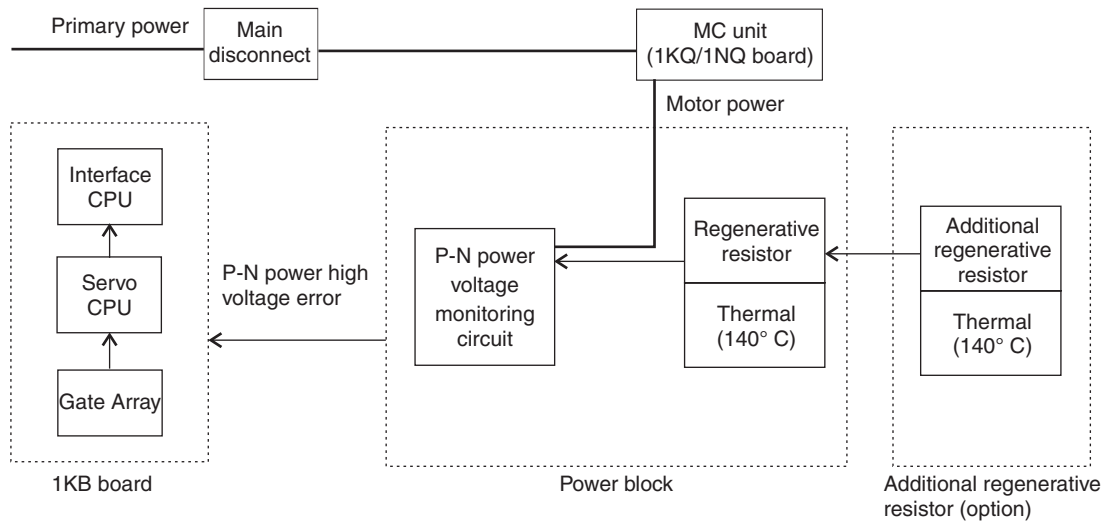 Primary power
Main
disconnect
MC unit
(1KQ/1NQ board)
Motor power
Interface
CPU
Servo
CPU
Gate Array
1KB board
P-N power high
voltage error
P-N power
voltage
monitoring
circuit
Regenerative
resistor
Thermal
(140° C)
Power block
Additional
regenerative
resistor
Thermal
(140° C)
Additional regenerative
resistor (option)